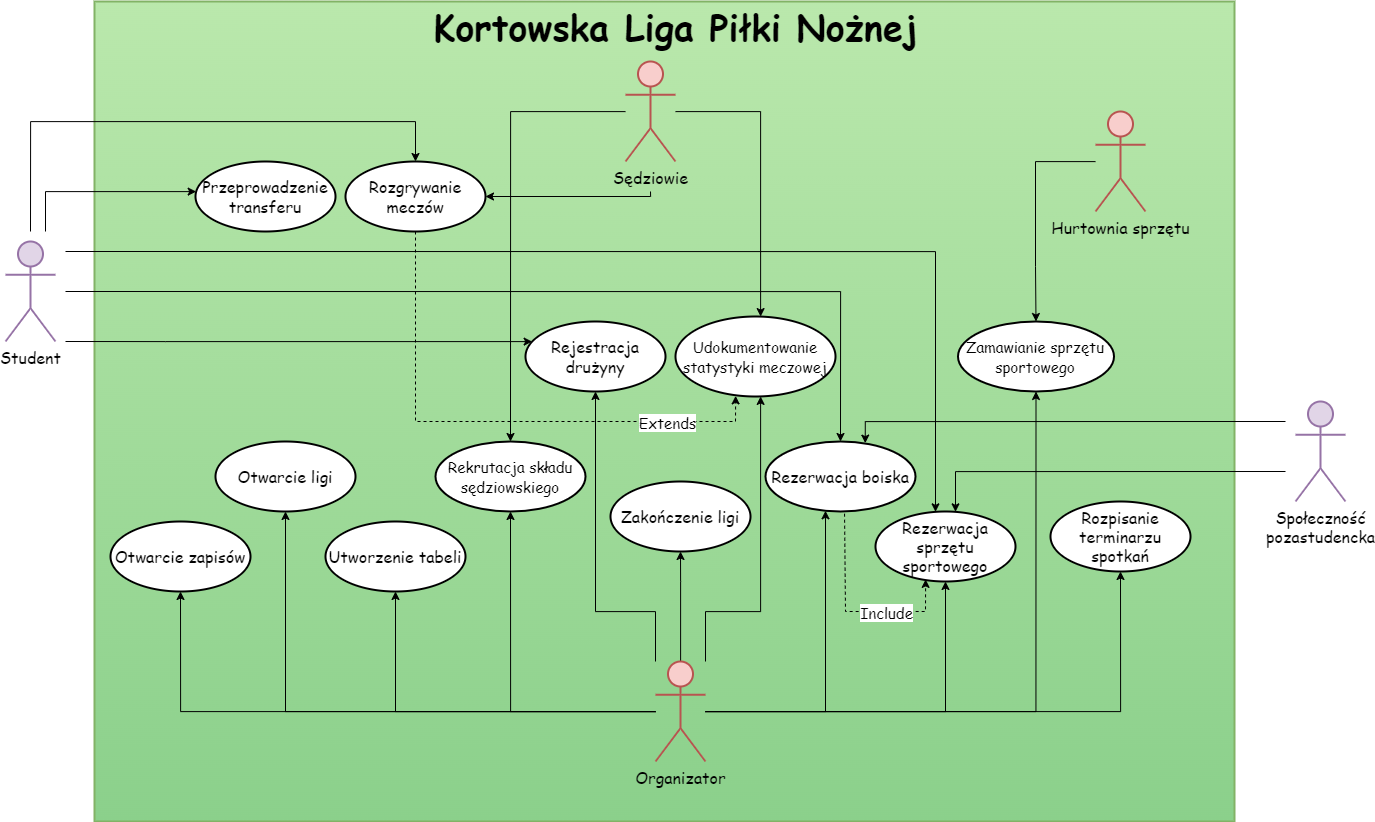 Kortowska Liga Piłki Nożnej
Sędziowie
Hurtownia sprzętu
Przeprowadzenie
transferu
Rozgrywanie
meczów
Student
Rejestracja
drużyny
Udokumentowanie
statystyki meczowej
Zamawianie sprzętu
sportowego
Extends
Otwarcie ligi
Rekrutacja składu
sędziowskiego
Rezerwacja boiska
Zakończenie ligi
Rezerwacja
sprzętu
sportowego
Rozpisanie
terminarzu
spotkań
Społeczność
pozastudencka
Otwarcie zapisów
Utworzenie tabeli
Include
Organizator